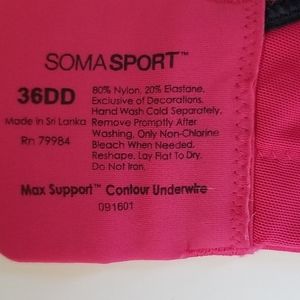 SOMASPORT™
36DD
Made in Sri Lanka
Rn 79984
80% Nylon, 20% Elastane,
Exclusive of Decorations.
Hand Wash Cold Separately.
Remove Promptly After
Washing, Only Non-Chlorine
Bleach When Needed,
Reshape. Lay Flat To Dry.
Do Not Iron.
Max Support™ Contour Underwire
091601